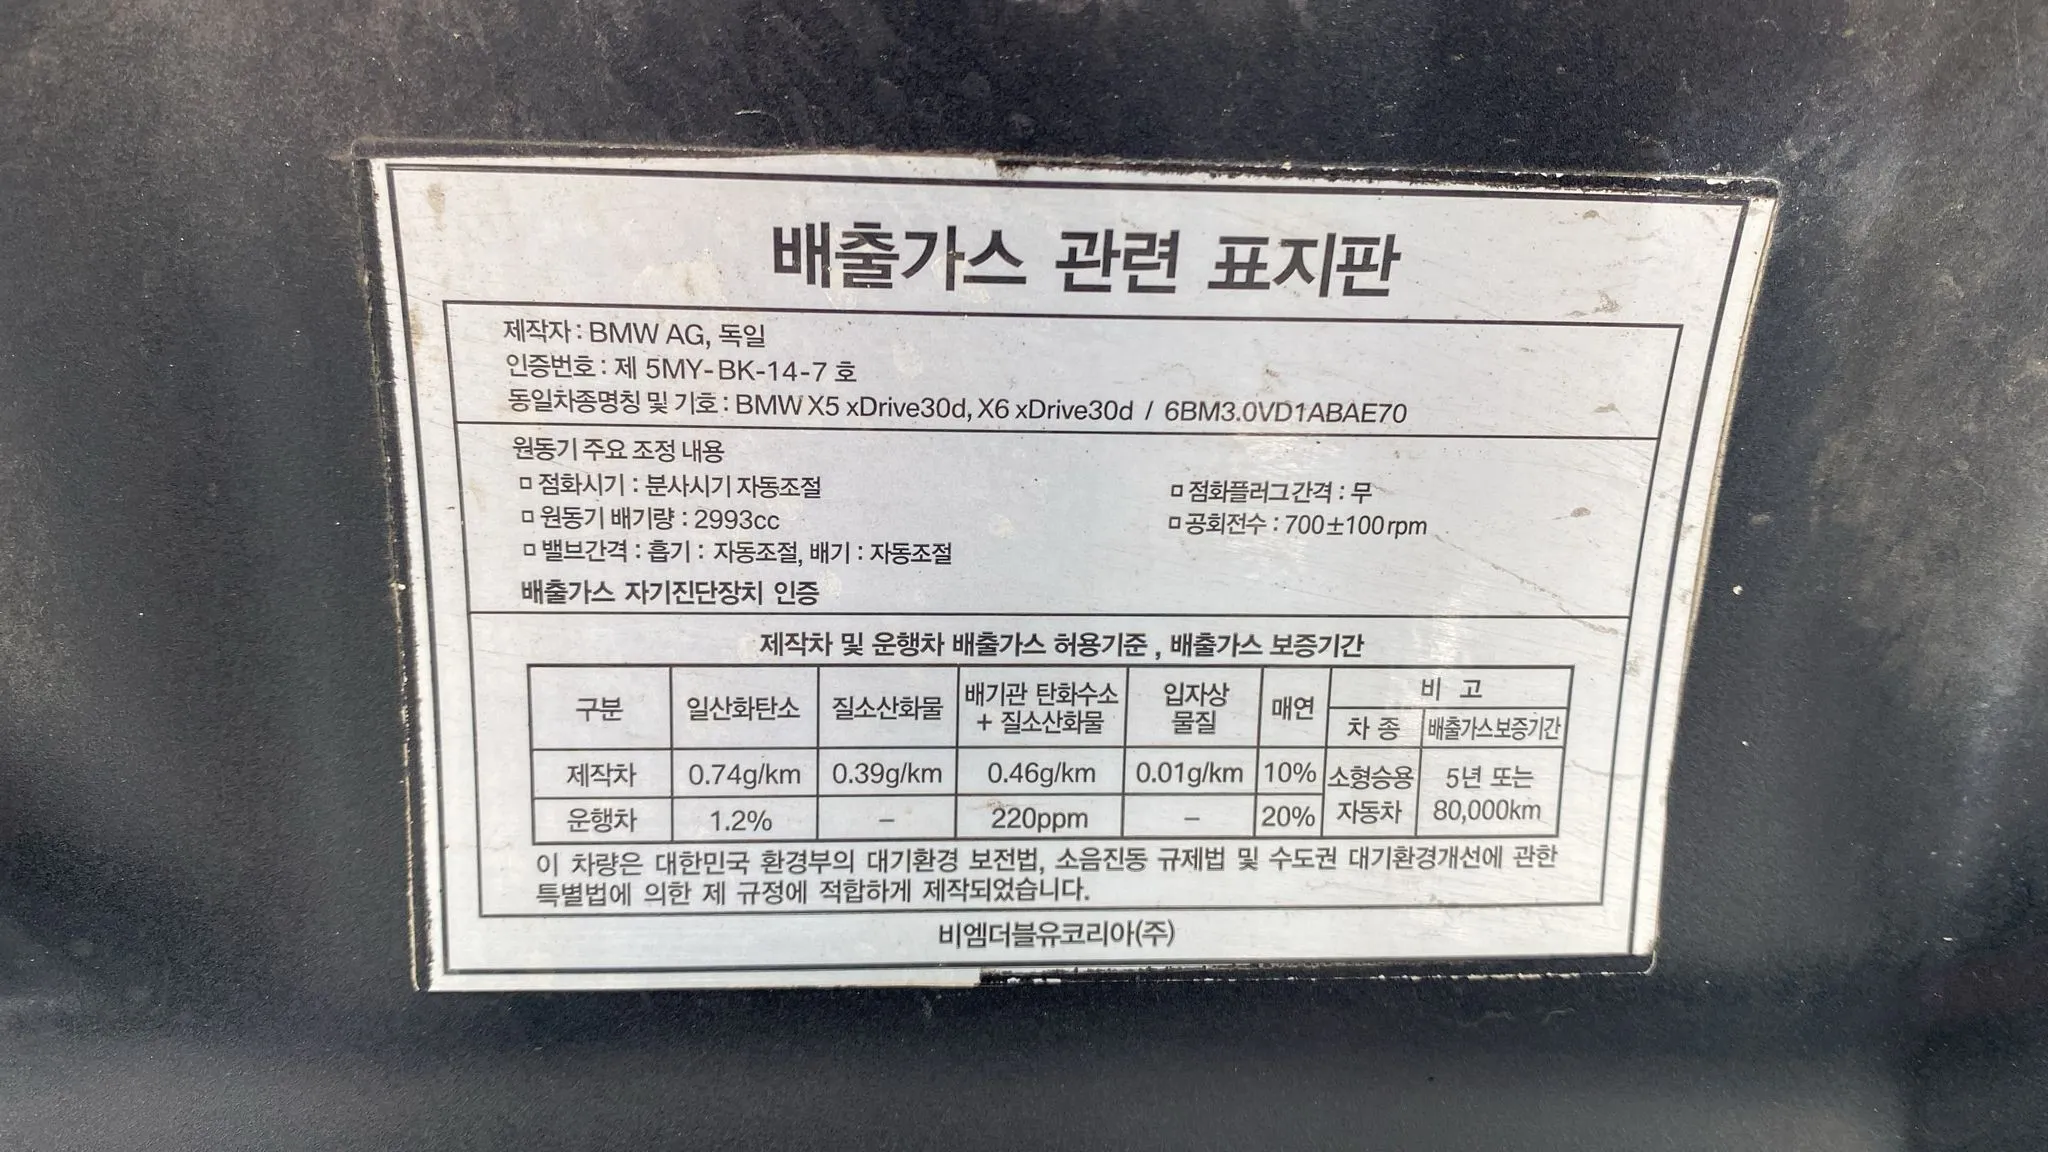 배출가스 관련 표지판
제작자 : BMW AG, 독일
인증번호 : 제 5MY-BK-14-7 호
동일차종명칭 및 기호 : BMW X5 xDrive30d, X6 xDrive30d / 6BM3.0VD1ABAE70
원동기 주요 조정 내용
□ 점화시기 : 분사시기 자동조절 □ 점화플러그간격 : 무
□ 원동기 배기량 : 2993cc □ 공회전수 : 700±100rpm
□ 밸브간격 : 흡기 : 자동조절, 배기 : 자동조절
배출가스 자기진단장치 인증
제작차 및 운행차 배출가스 허용기준 , 배출가스 보증기간
구분 일산화탄소 질소산화물 배기관 탄화수소 + 질소산화물 입자상 물질 매연 비 고
차 종 배출가스보증기간
제작차 0.74g/km 0.39g/km 0.46g/km 0.01g/km 10% 소형승용 5년 또는
운행차 1.2% – 220ppm – 20% 자동차 80,000km
이 차량은 대한민국 환경부의 대기환경 보전법, 소음진동 규제법 및 수도권 대기환경개선에 관한
특별법에 의한 제 규정에 적합하게 제작되었습니다.
비엠더블유코리아(주)